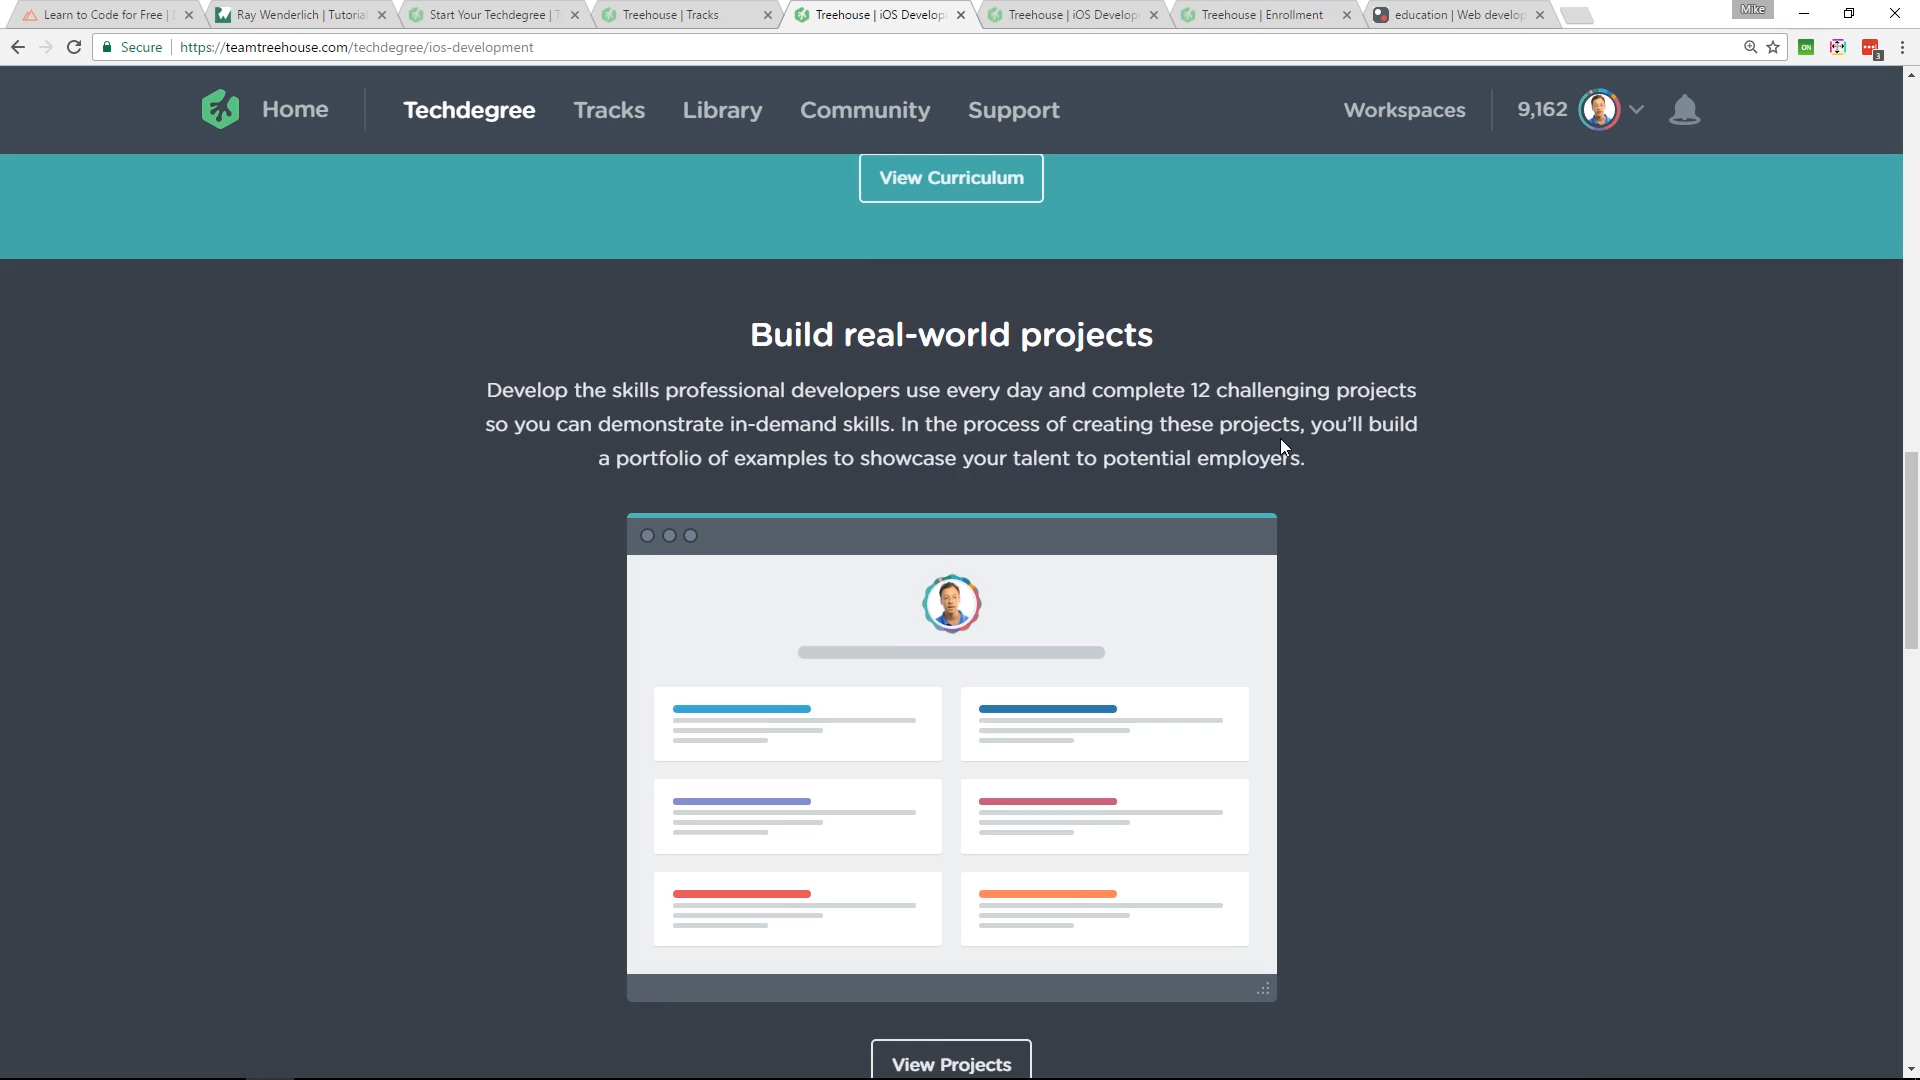 Learn to Code for Free |
Ray Wenderlich | Tutorial
Start Your Techdegree |
Treehouse | Tracks
Treehouse | iOS Develop
Treehouse | iOS Develop
Treehouse | Enrollment
education | Web develop
Mike
Secure
https://teamtreehouse.com/techdegree/ios-development
ON
3
Home
Techdegree
Tracks
Library
Community
Support
Workspaces
9,162
View Curriculum
Build real-world projects
Develop the skills professional developers use every day and complete 12 challenging projects
so you can demonstrate in-demand skills. In the process of creating these projects, you'll build
a portfolio of examples to showcase your talent to potential employers.
View Projects